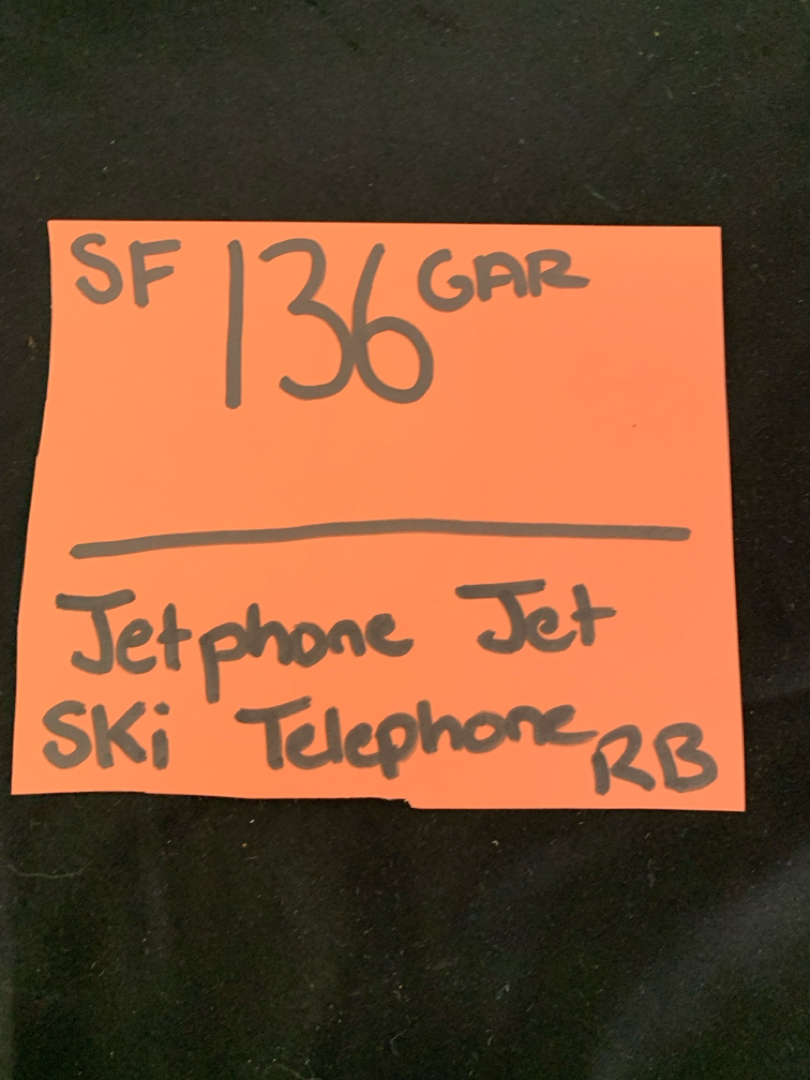 SF 136 GAR
Jetphone Jet
SKi Telephone RB